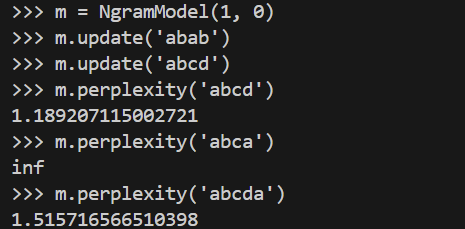 >>> m = NgramModel(1, 0)
>>> m.update('abab')
>>> m.update('abcd')
>>> m.perplexity('abcd')
1.189207115002721
>>> m.perplexity('abca')
inf
>>> m.perplexity('abcda')
1.515716566510398